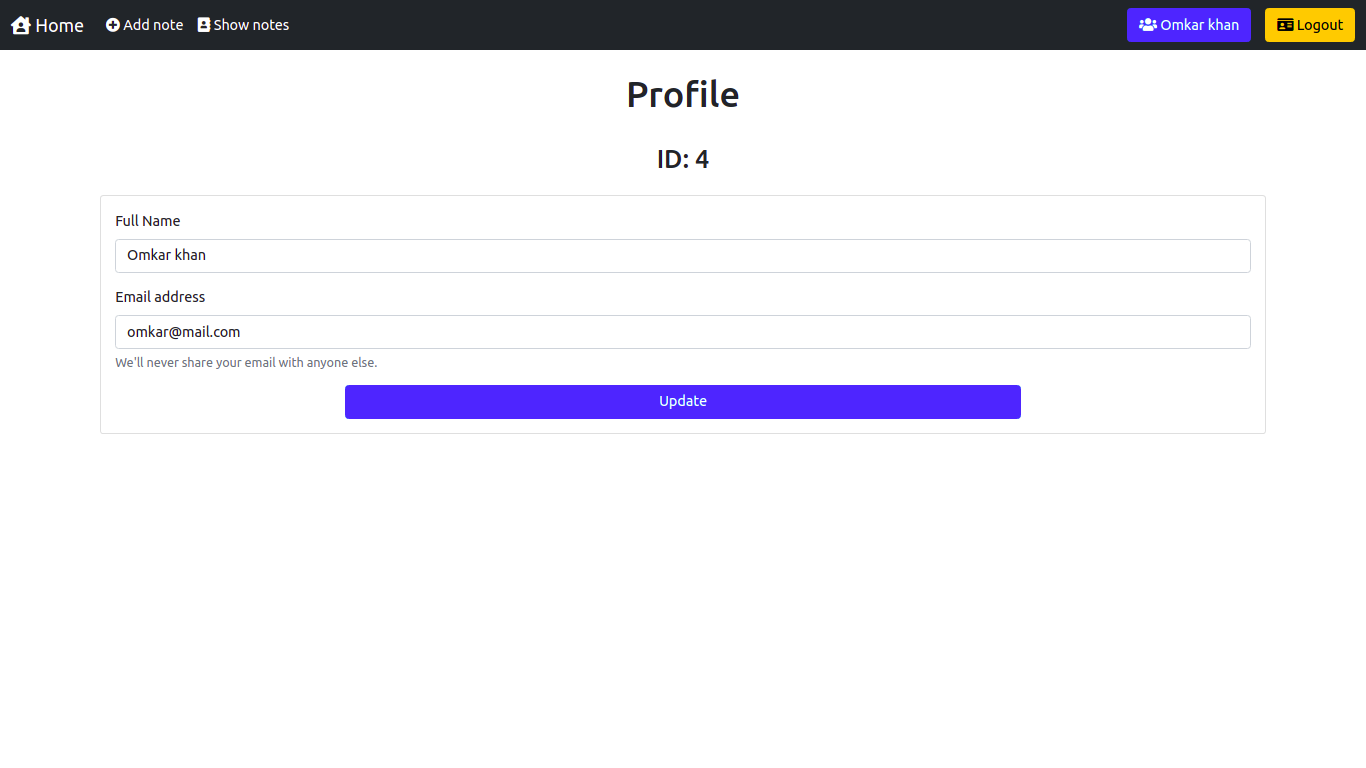 Home Add note Show notes Omkar khan Logout
Profile
ID: 4
Full Name
Omkar khan
Email address
omkar@mail.com
We'll never share your email with anyone else.
Update